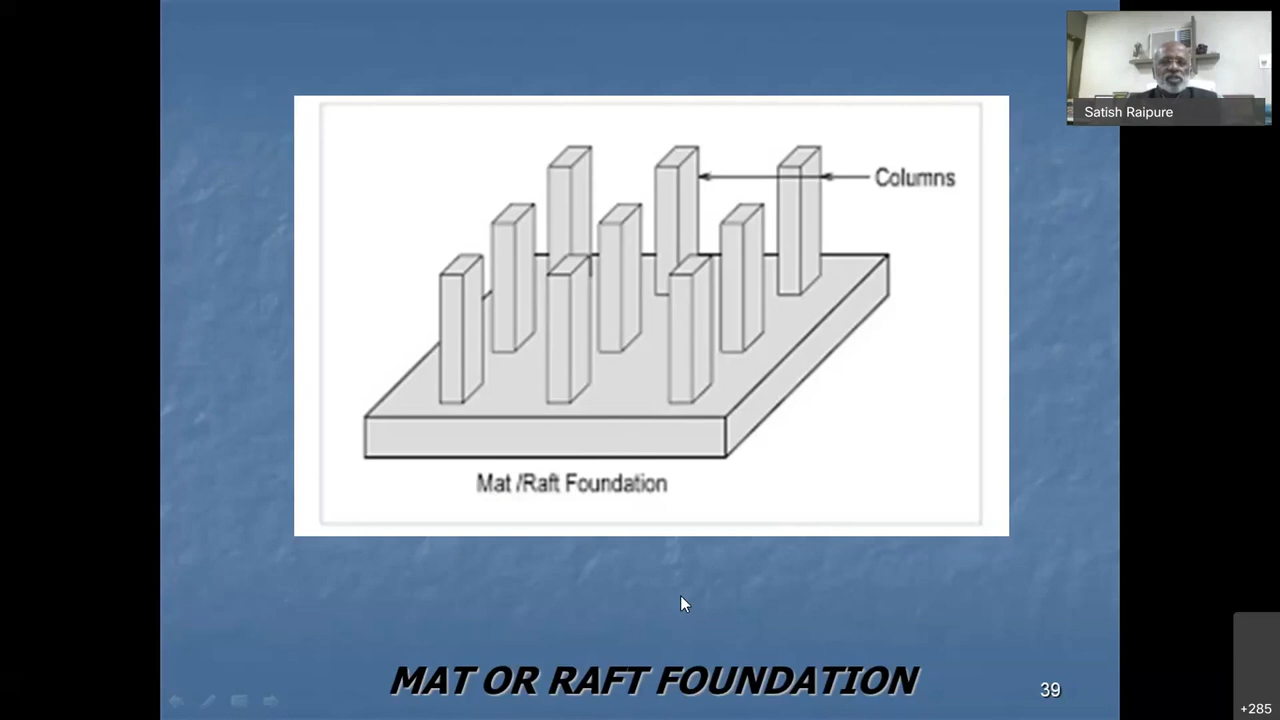 Satish Raipure
Columns
Mat /Raft Foundation
MAT OR RAFT FOUNDATION
39
+285